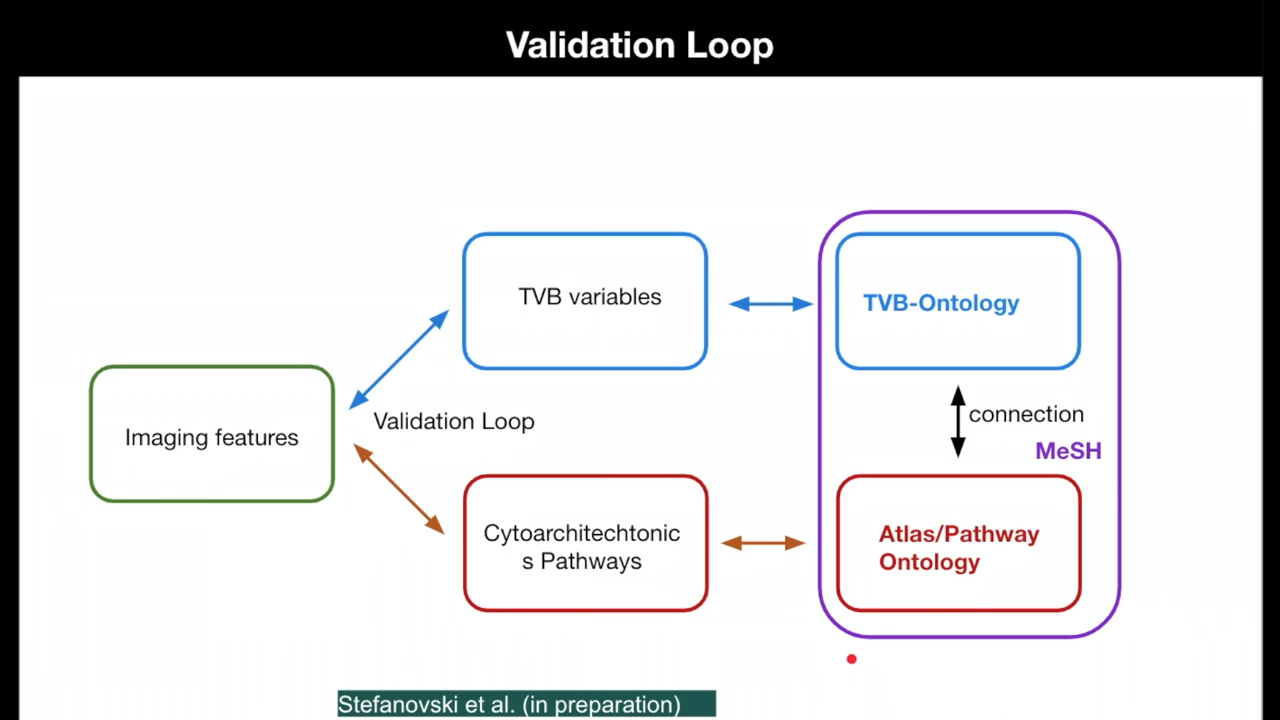 Validation Loop
TVB variables
TVB-Ontology
Imaging features
Validation Loop
connection
MeSH
Cytoarchitechtonic
s Pathways
Atlas/Pathway
Ontology
Stefanovski et al. (in preparation)